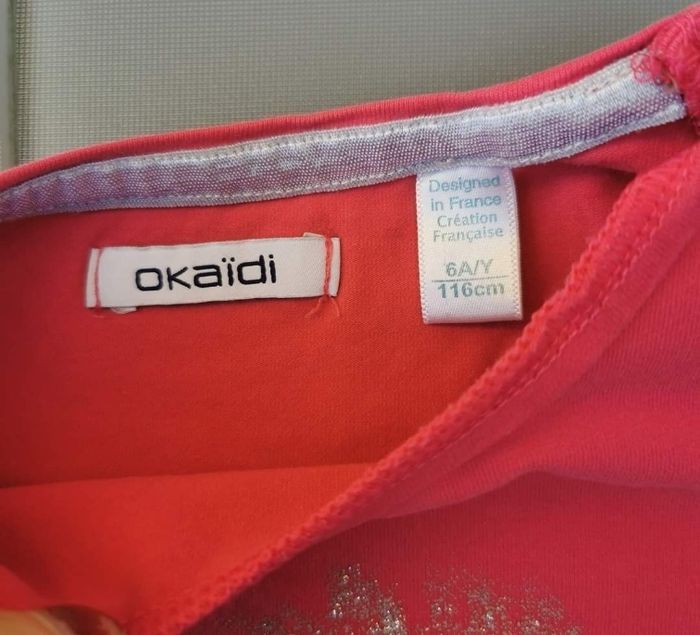 okaïdi
Designed
in France
Création
Française
6A/Y
116cm